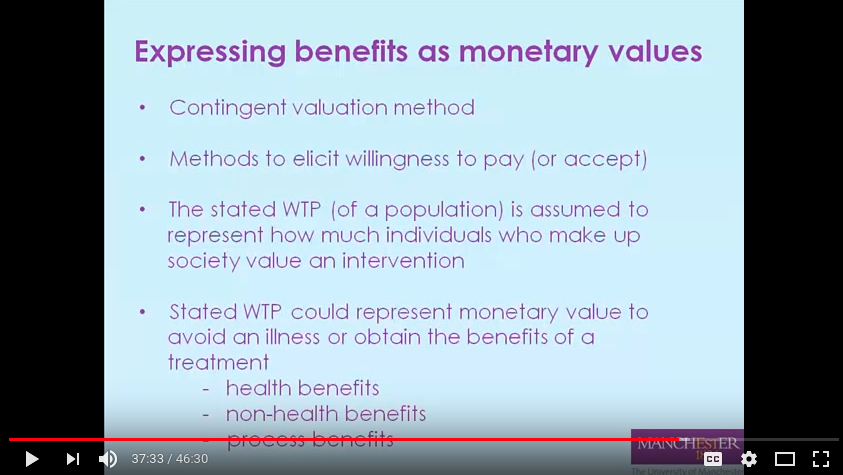 Expressing benefits as monetary values
• Contingent valuation method
• Methods to elicit willingness to pay (or accept)
• The stated WTP (of a population) is assumed to
represent how much individuals who make up
society value an intervention
• Stated WTP could represent monetary value to
avoid an illness or obtain the benefits of a
treatment
- health benefits
- non-health benefits
- process benefits
MANCHESTER
37:33 / 46:30
CC
The University of Manchester